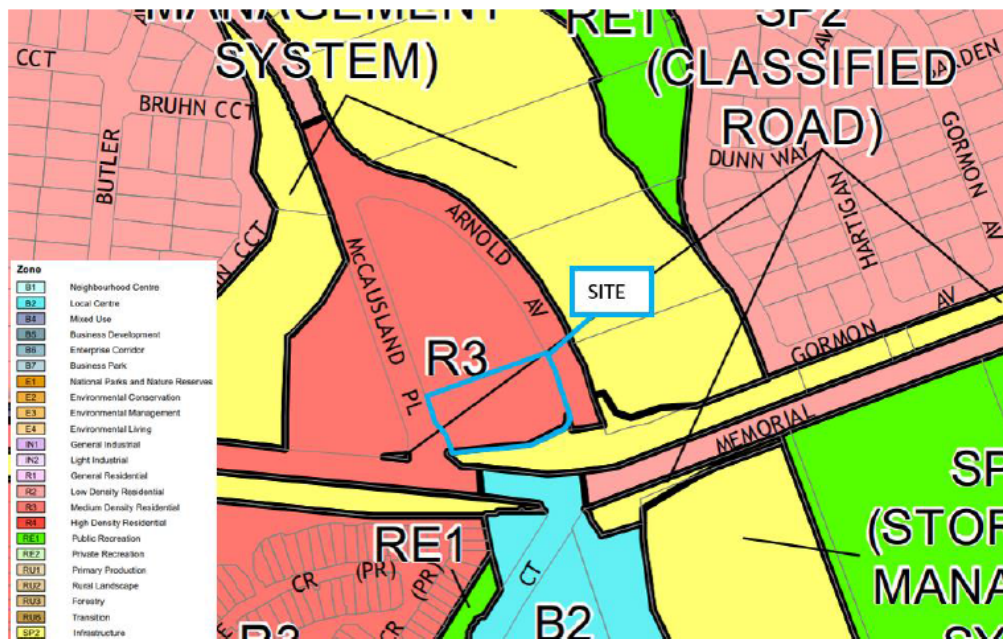 MANAGEMENT
SYSTEM)
RE1
SP2
(CLASSIFIED
ROAD)
CCT
BRUHN CCT
BUTLER
CCT
DUNN WAY
HARTIGAN
GORMON
AV
AV
ARNOLD
AV
McCAUSLAND
PL
SITE
R3
GORMON
AV
MEMORIAL
Zone
B1 Neighbourhood Centre
B2 Local Centre
B4 Mixed Use
B5 Business Development
B6 Enterprise Corridor
B7 Business Park
E1 National Parks and Nature Reserves
E2 Environmental Conservation
E3 Environmental Management
E4 Environmental Living
IN1 General Industrial
IN2 Light Industrial
R1 General Residential
R2 Low Density Residential
R3 Medium Density Residential
R4 High Density Residential
RE1 Public Recreation
RE2 Private Recreation
RU1 Primary Production
RU2 Rural Landscape
RU3 Forestry
RU6 Transition
SP2 Infrastructure
RE1
CR
(PR)
(PR)
CR
R3
CT
B2
SP
(STOR
MANA
SY